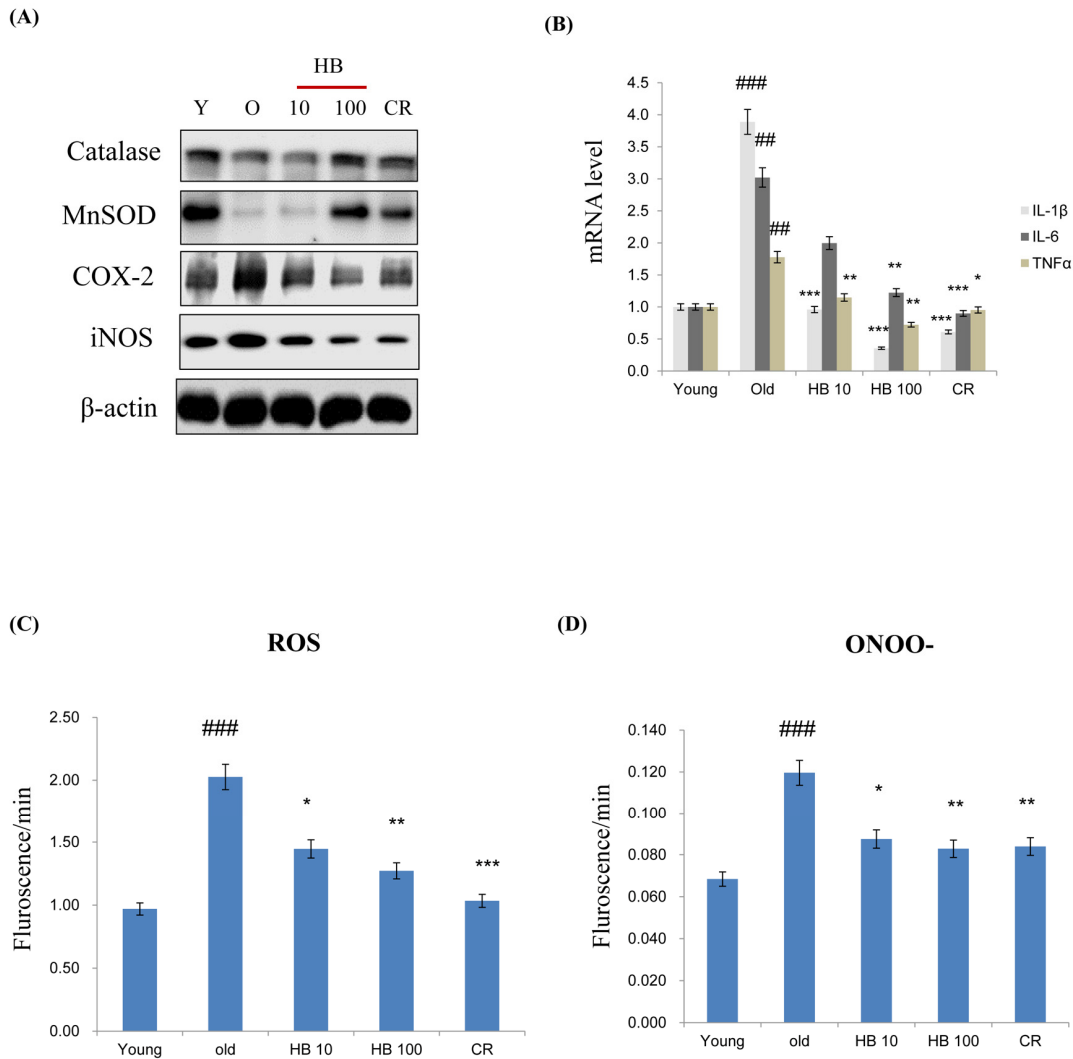 (A)
HB
Y O 10 100 CR
Catalase
MnSOD
COX-2
iNOS
β-actin
(B)
mRNA level
4.5
4.0
3.5
3.0
2.5
2.0
1.5
1.0
0.5
0.0
###
##
##
***
**
***
**
**
***
***
*
Young Old HB 10 HB 100 CR
IL-1β
IL-6
TNFα
(C)
ROS
Fluroscence/min
2.50
2.00
1.50
1.00
0.50
0.00
###
*
**
***
Young old HB 10 HB 100 CR
(D)
ONOO-
Fluroscence/min
0.140
0.120
0.100
0.080
0.060
0.040
0.020
0.000
###
*
**
**
Young old HB 10 HB 100 CR